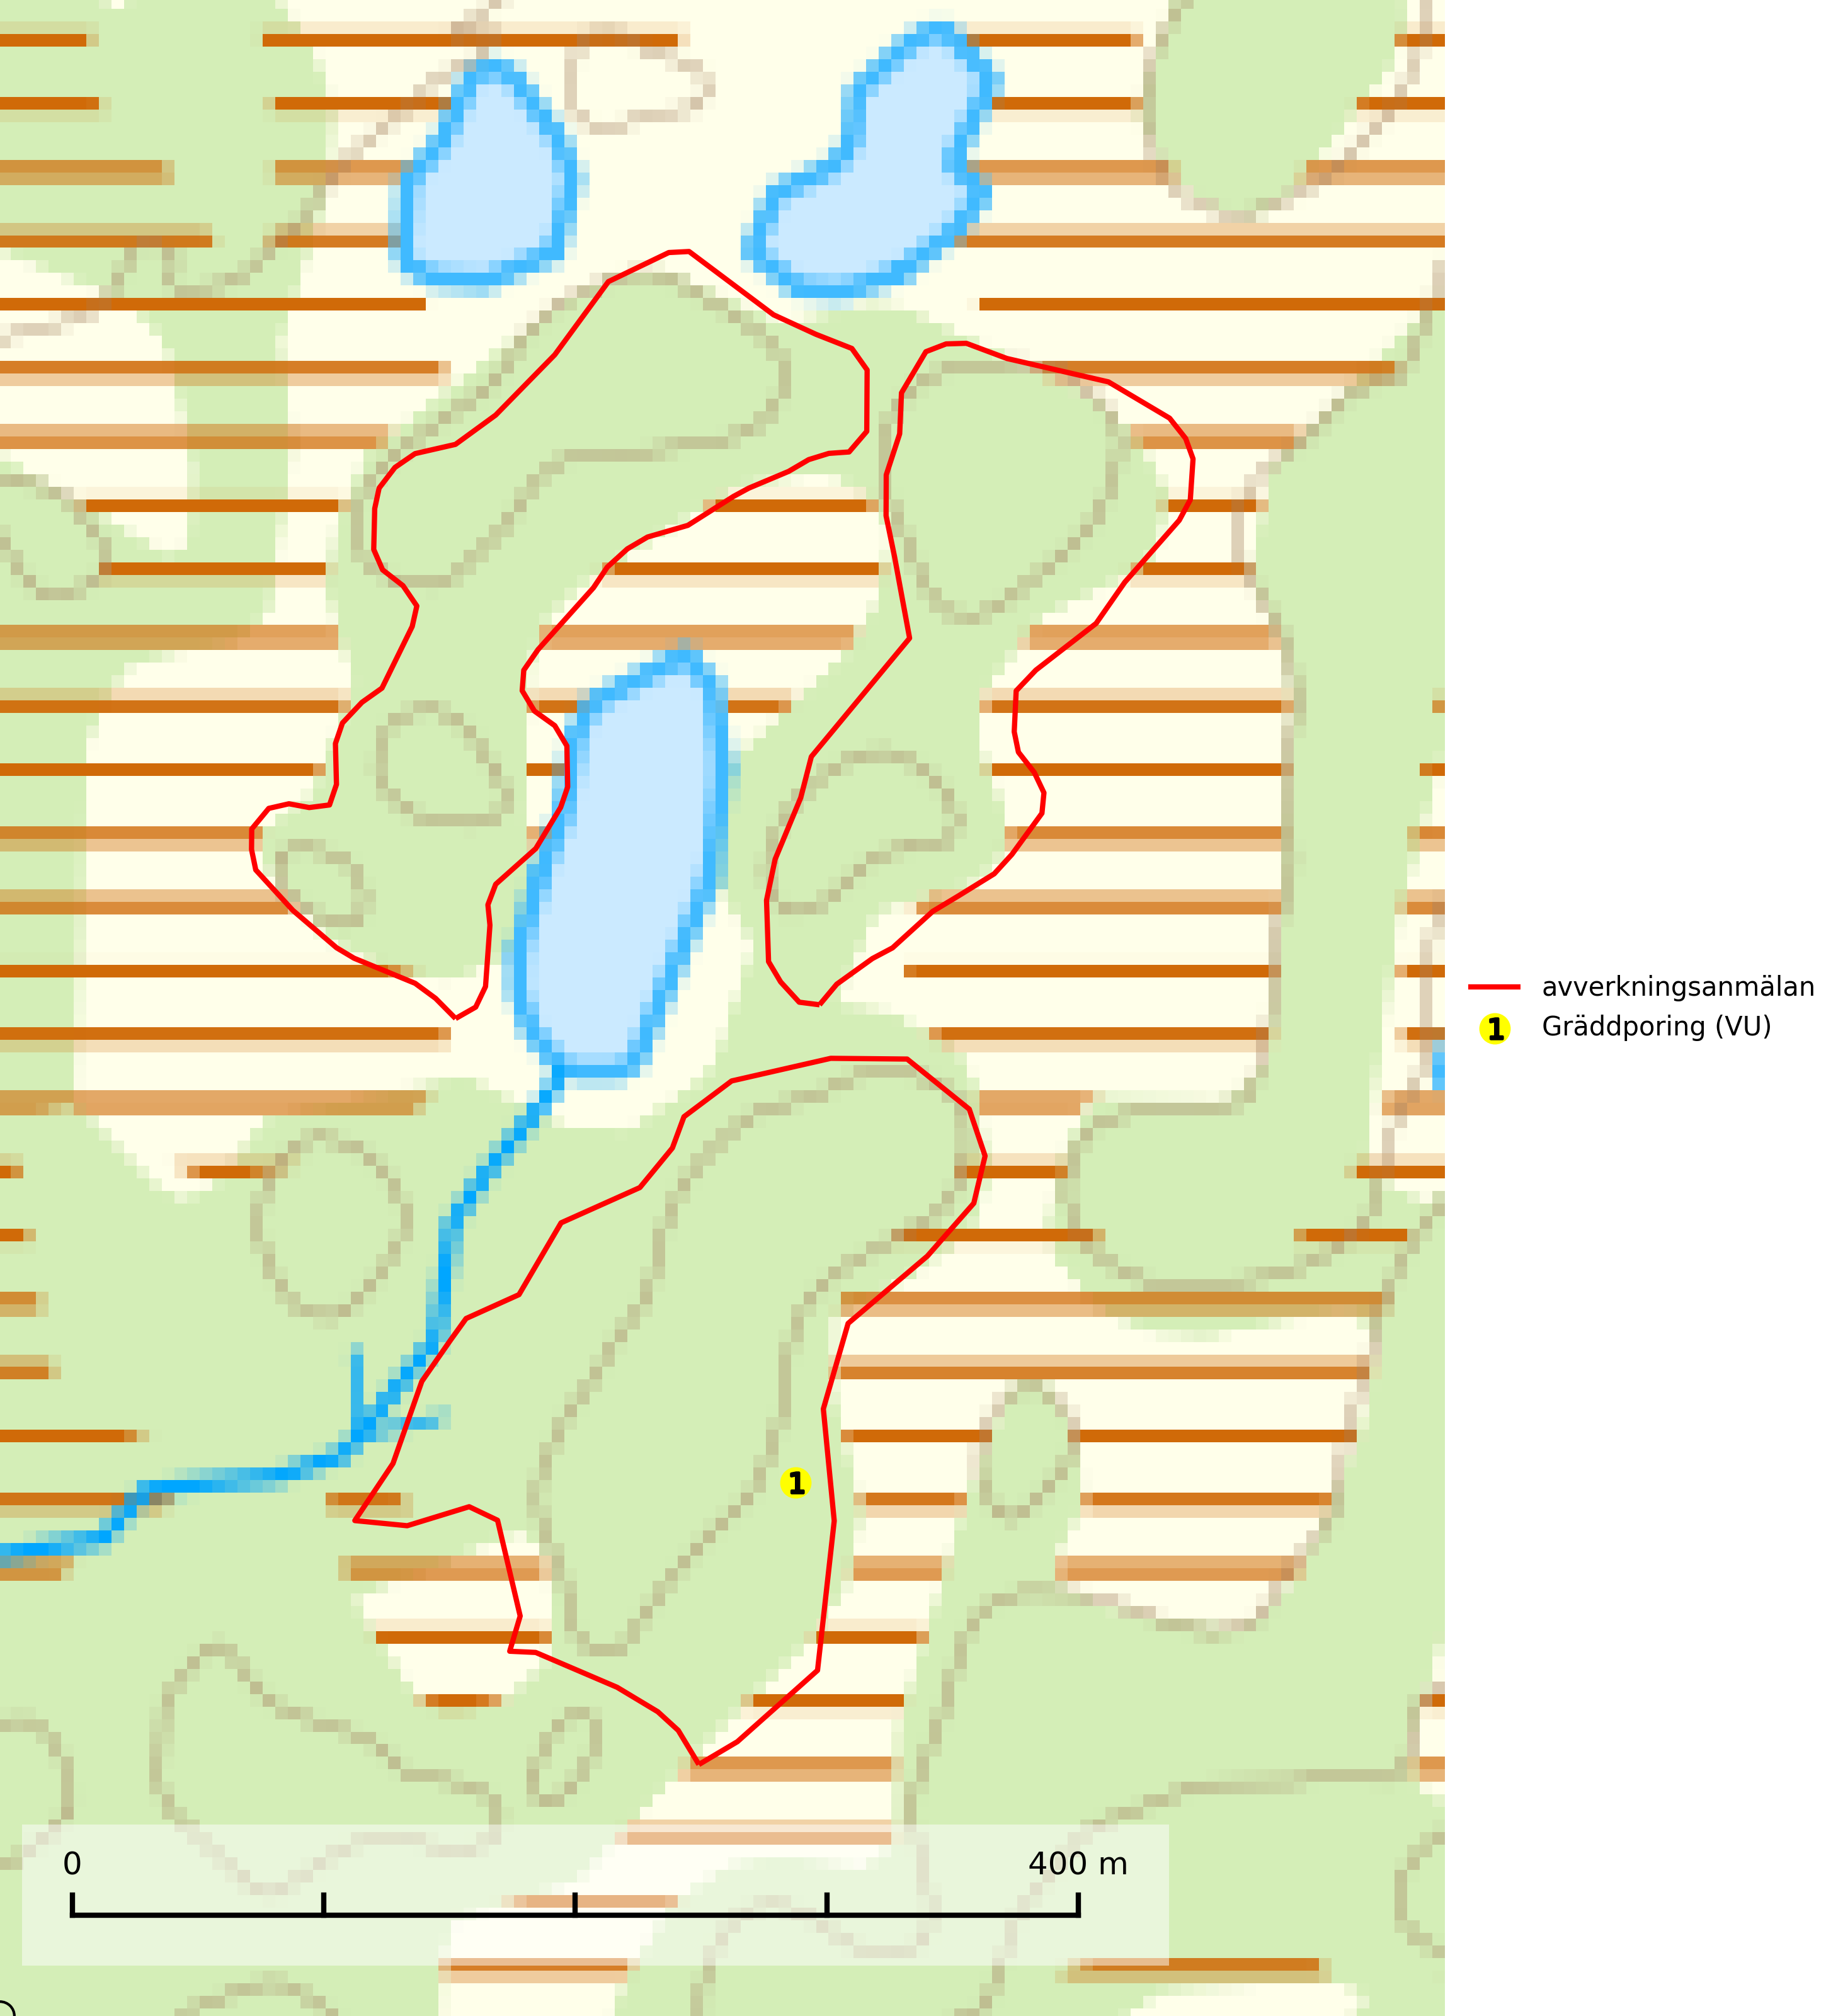 avverkningsanmälan
1 Gräddporing (VU)
1
0 400 m